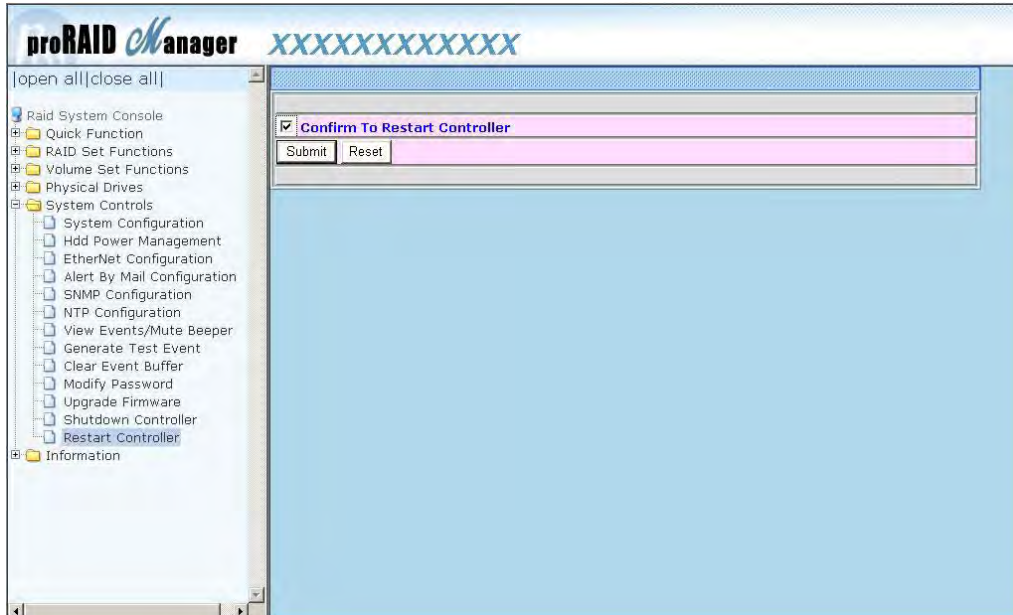 proRAID Manager XXXXXXXXXXXX
|open all|close all|
Raid System Console
Quick Function
RAID Set Functions
Volume Set Functions
Physical Drives
System Controls
System Configuration
Hdd Power Management
EtherNet Configuration
Alert By Mail Configuration
SNMP Configuration
NTP Configuration
View Events/Mute Beeper
Generate Test Event
Clear Event Buffer
Modify Password
Upgrade Firmware
Shutdown Controller
Restart Controller
Information
Confirm To Restart Controller
Submit Reset